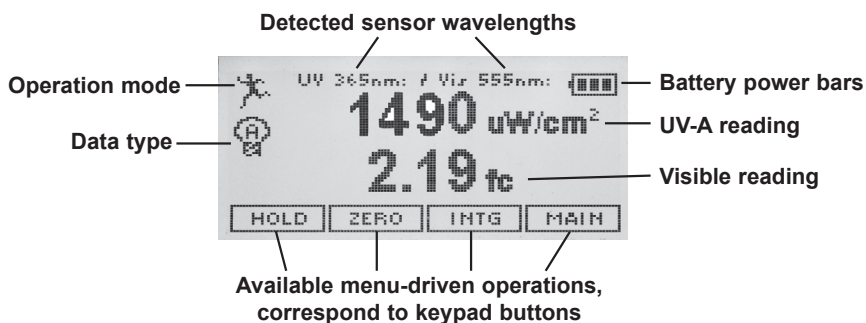 Detected sensor wavelengths
Operation mode
UV 365nm: / Vis 555nm:
Battery power bars
1490 uW/cm²
UV-A reading
Data type
A
2.19 fc
Visible reading
HOLD ZERO INTG MAIN
Available menu-driven operations,
correspond to keypad buttons